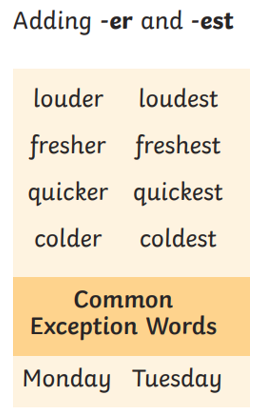 Adding -er and -est
louder loudest
fresher freshest
quicker quickest
colder coldest
Common
Exception Words
Monday Tuesday